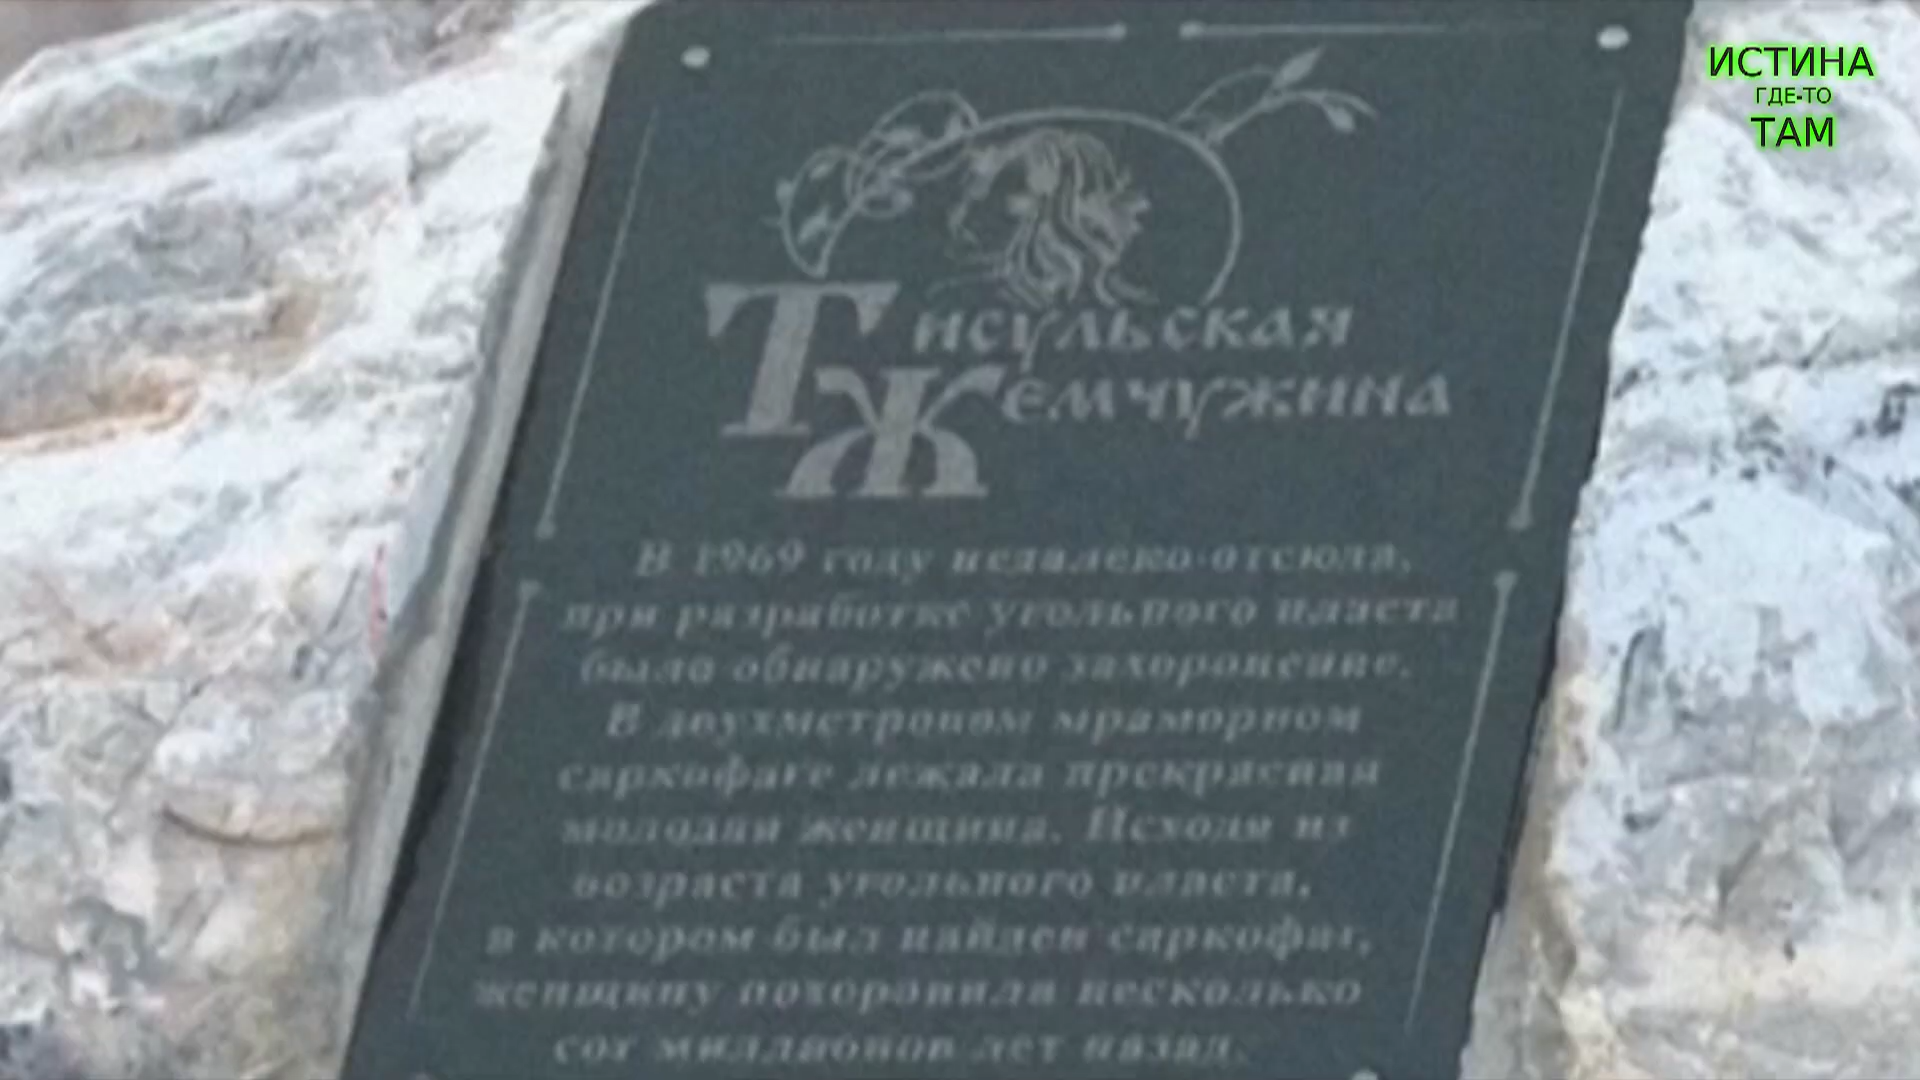 ИСТИНА
ГДЕ-ТО
ТАМ
Тисульская
Жемчужина
В 1969 году недалеко отсюда,
при разработке угольного пласта
было обнаружено захоронение.
В двухметровом мраморном
саркофаге лежала прекрасная
молодая женщина. Исходя из
возраста угольного пласта,
в котором был найден саркофаг,
женщину похоронили несколько
сот миллионов лет назад.